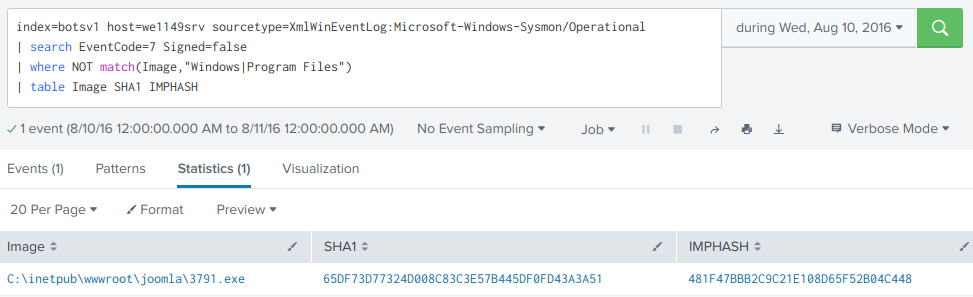 index=botsv1 host=we1149srv sourcetype=XmlWinEventLog:Microsoft-Windows-Sysmon/Operational
| search EventCode=7 Signed=false
| where NOT match(Image,"Windows|Program Files")
| table Image SHA1 IMPHASH
during Wed, Aug 10, 2016
1 event (8/10/16 12:00:00.000 AM to 8/11/16 12:00:00.000 AM) No Event Sampling Job Verbose Mode
Events (1) Patterns Statistics (1) Visualization
20 Per Page Format Preview
Image SHA1 IMPHASH
C:\inetpub\wwwroot\joomla\3791.exe 65DF73D77324D008C83C3E57B445DF0FD43A3A51 481F47BBB2C9C21E108D65F52B04C448